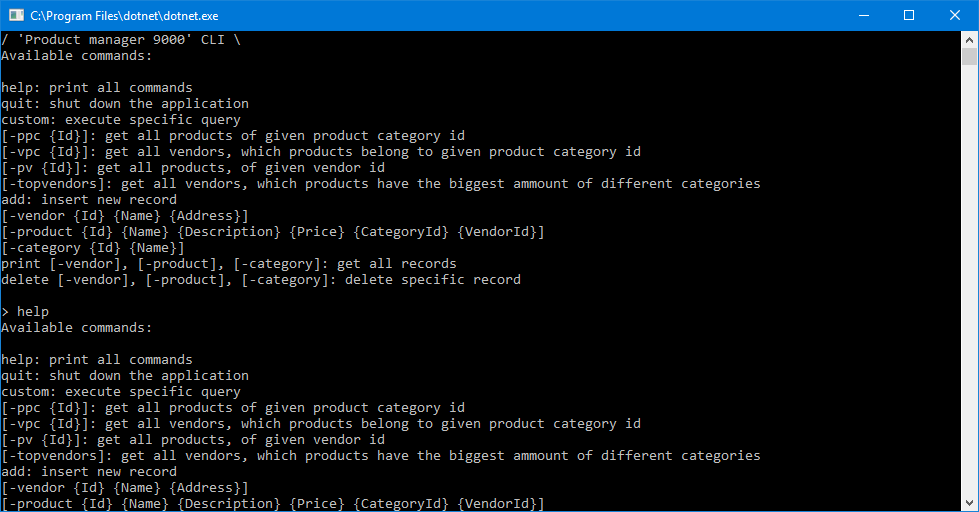 C:\Program Files\dotnet\dotnet.exe
/ 'Product manager 9000' CLI \
Available commands:
help: print all commands
quit: shut down the application
custom: execute specific query
[-ppc {Id}]: get all products of given product category id
[-vpc {Id}]: get all vendors, which products belong to given product category id
[-pv {Id}]: get all products, of given vendor id
[-topvendors]: get all vendors, which products have the biggest ammount of different categories
add: insert new record
[-vendor {Id} {Name} {Address}]
[-product {Id} {Name} {Description} {Price} {CategoryId} {VendorId}]
[-category {Id} {Name}]
print [-vendor], [-product], [-category]: get all records
delete [-vendor], [-product], [-category]: delete specific record
> help
Available commands:
help: print all commands
quit: shut down the application
custom: execute specific query
[-ppc {Id}]: get all products of given product category id
[-vpc {Id}]: get all vendors, which products belong to given product category id
[-pv {Id}]: get all products, of given vendor id
[-topvendors]: get all vendors, which products have the biggest ammount of different categories
add: insert new record
[-vendor {Id} {Name} {Address}]
[-product {Id} {Name} {Description} {Price} {CategoryId} {VendorId}]